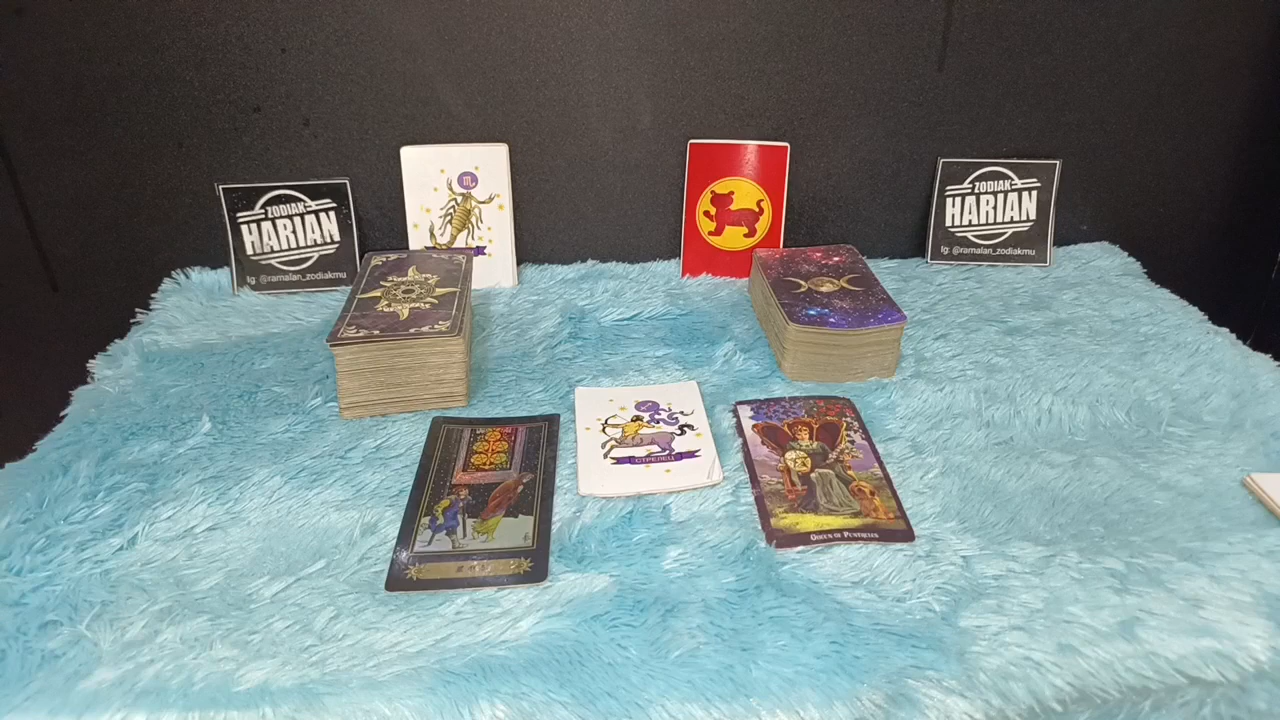 ZODIAK
HARIAN
Ig: @ramalan_zodiakmu
ZODIAK
HARIAN
Ig: @ramalan_zodiakmu
СТРЕЛЕЦ
QUEEN OF PENTACLES